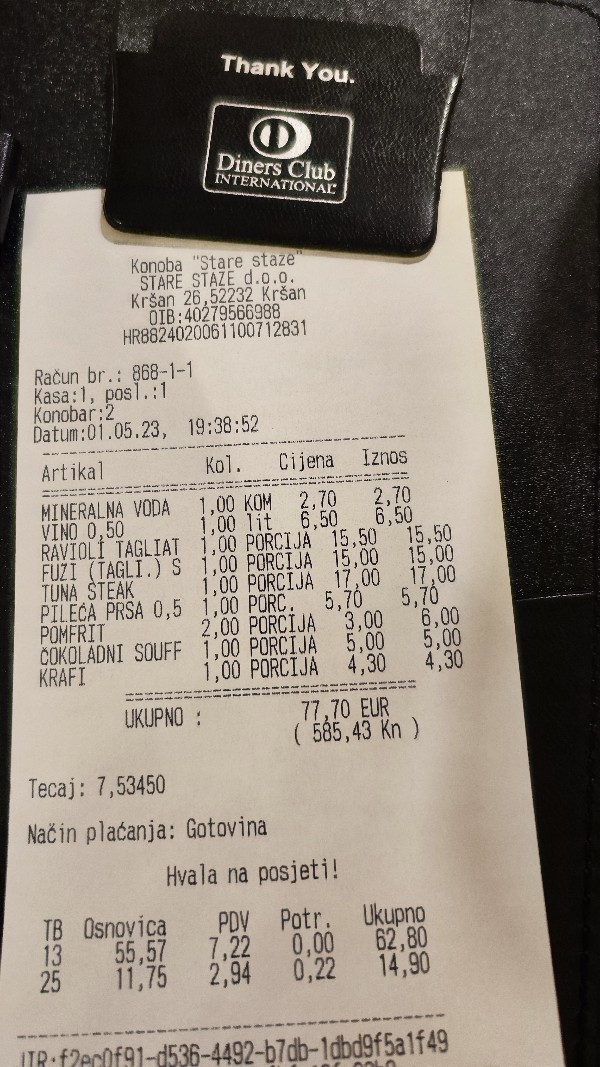 Thank You.
Diners Club
INTERNATIONAL®
Konoba "Stare staze"
STARE STAZE d.o.o.
Kršan 26,52232 Kršan
OIB:40279566988
HR8824020061100712831
Račun br.: 868-1-1
Kasa:1, posl.:1
Konobar:2
Datum:01.05.23, 19:38:52
Artikal Kol. Cijena Iznos
MINERALNA VODA 1,00 KOM 2,70 2,70
VINO 0,50 1,00 lit 6,50 6,50
RAVIOLI TAGLIAT 1,00 PORCIJA 15,50 15,50
FUZI (TAGLI.) S 1,00 PORCIJA 15,00 15,00
TUNA STEAK 1,00 PORCIJA 17,00 17,00
PILEĆA PRSA 0,5 1,00 PORC. 5,70 5,70
POMFRIT 2,00 PORCIJA 3,00 6,00
ČOKOLADNI SOUFF 1,00 PORCIJA 5,00 5,00
KRAFI 1,00 PORCIJA 4,30 4,30
UKUPNO : 77,70 EUR
( 585,43 Kn )
Tecaj: 7,53450
Način plaćanja: Gotovina
Hvala na posjeti!
TB Osnovica PDV Potr. Ukupno
13 55,57 7,22 0,00 62,80
25 11,75 2,94 0,22 14,90
JIR:f2ec0f91-d536-4492-b7db-1dbd9f5a1f49